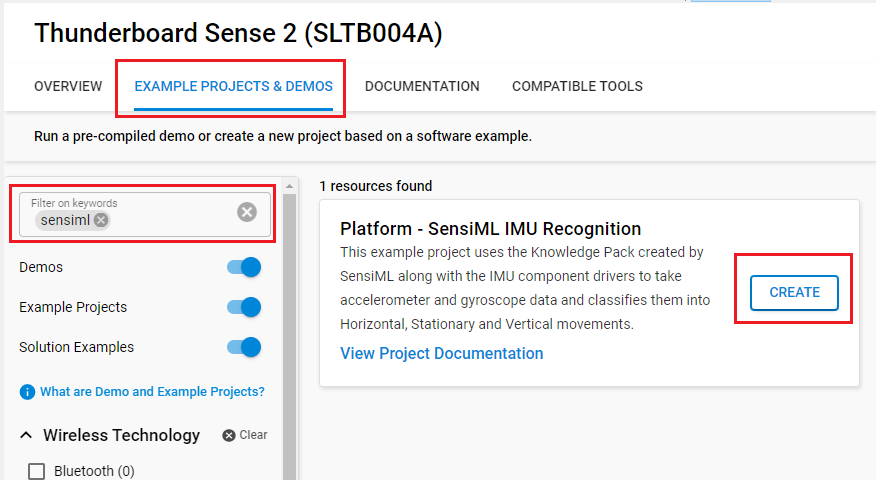 Thunderboard Sense 2 (SLTB004A)
OVERVIEW
EXAMPLE PROJECTS & DEMOS
DOCUMENTATION
COMPATIBLE TOOLS
Run a pre-compiled demo or create a new project based on a software example.
Filter on keywords
sensiml
Demos
Example Projects
Solution Examples
What are Demo and Example Projects?
Wireless Technology
Clear
Bluetooth (0)
1 resources found
Platform - SensiML IMU Recognition
This example project uses the Knowledge Pack created by
SensiML along with the IMU component drivers to take
accelerometer and gyroscope data and classifies them into
Horizontal, Stationary and Vertical movements.
View Project Documentation
CREATE